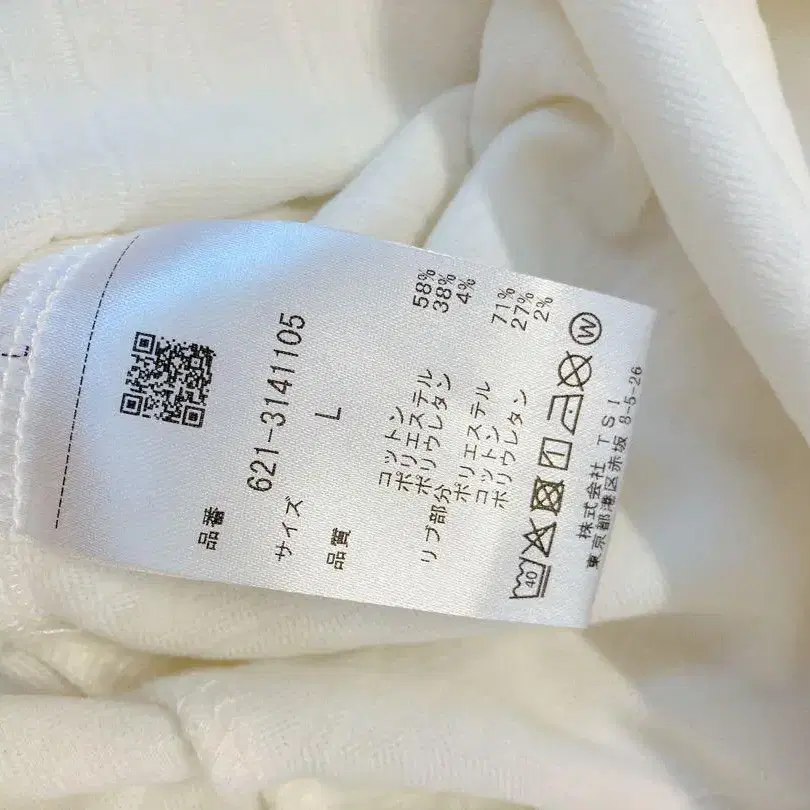 品番 621-3141105
サイズ L
品質 コットン 58%
ポリエステル 38%
ポリウレタン 4%
リブ部分 ポリエステル 71%
コットン 27%
ポリウレタン 2%
40
W
株式会社 TSI
東京都港区赤坂 8-5-26
L